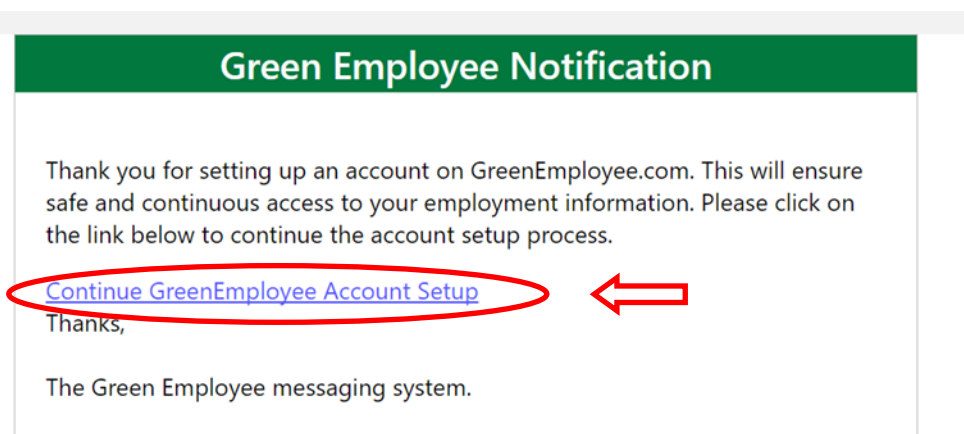 Green Employee Notification
Thank you for setting up an account on GreenEmployee.com. This will ensure
safe and continuous access to your employment information. Please click on
the link below to continue the account setup process.
Continue GreenEmployee Account Setup
Thanks,
The Green Employee messaging system.